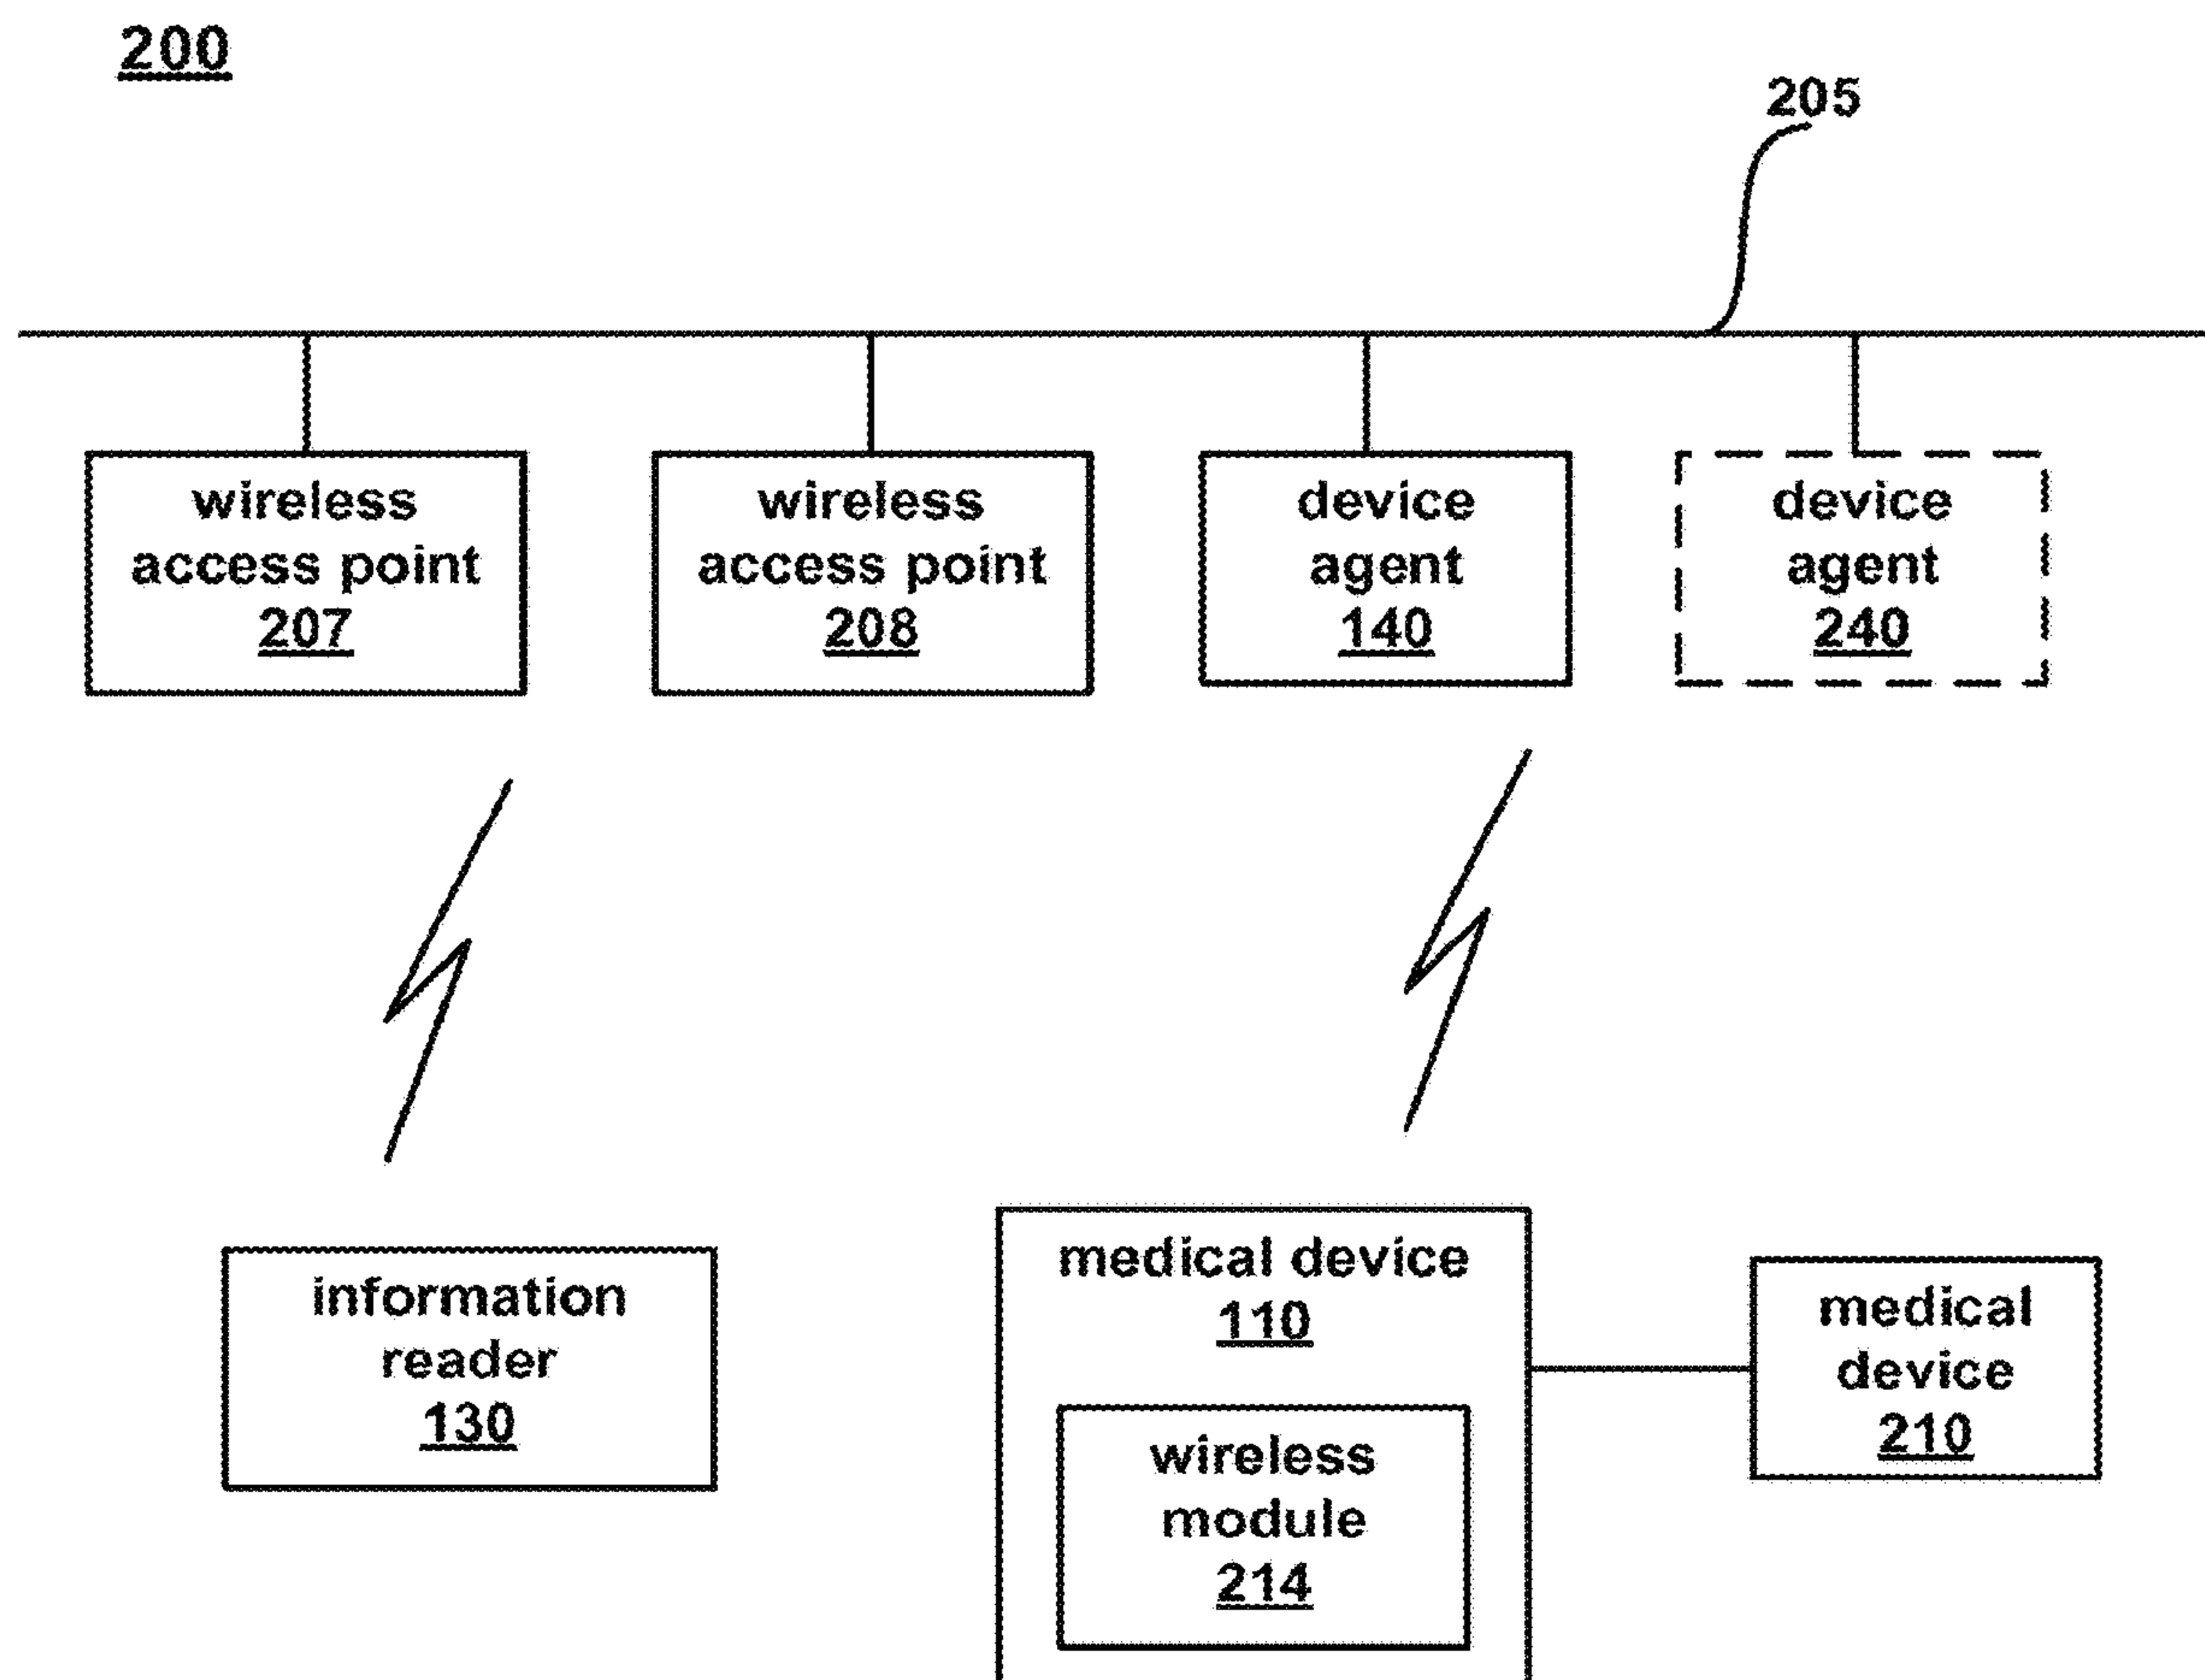 200
205
wireless
access point
207
wireless
access point
208
device
agent
140
device
agent
240
information
reader
130
medical device
110
wireless
module
214
medical
device
210